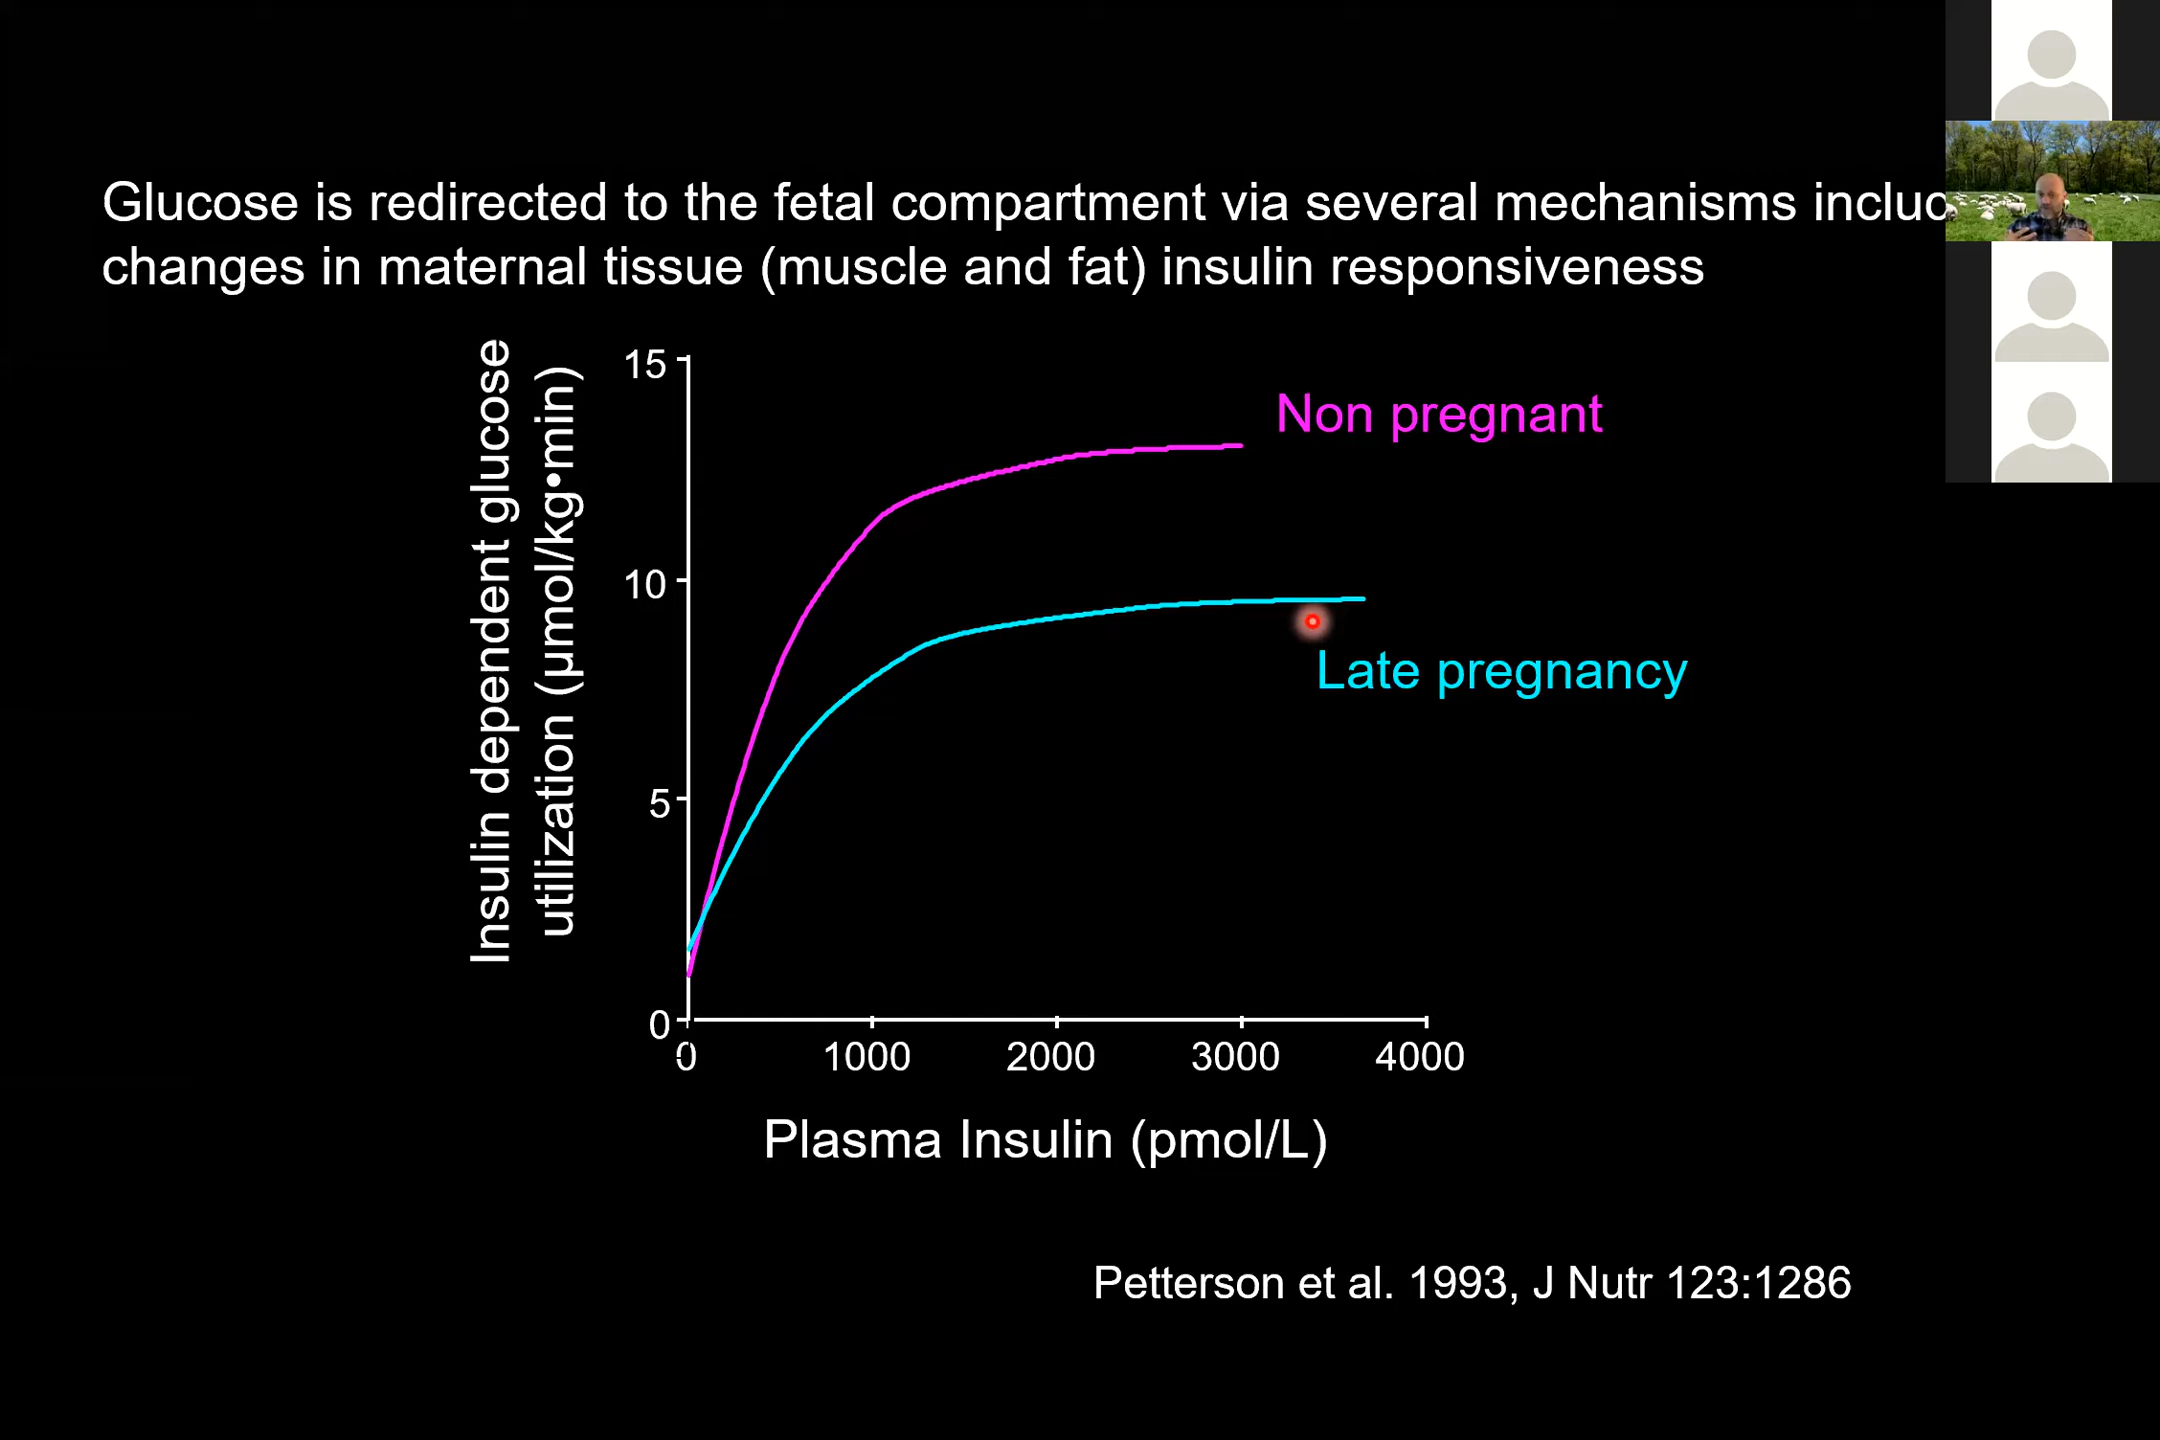 Glucose is redirected to the fetal compartment via several mechanisms
changes in maternal tissue (muscle and fat) insulin responsiveness
Insulin dependent glucose
utilization (µmol/kg•min)
15
10
5
0
Non pregnant
Late pregnancy
0 1000 2000 3000 4000
Plasma Insulin (pmol/L)
Petterson et al. 1993, J Nutr 123:1286